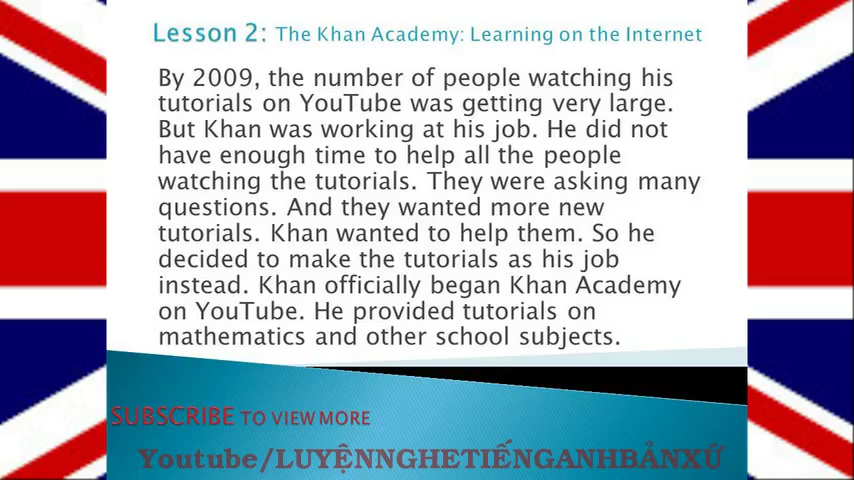 Lesson 2: The Khan Academy: Learning on the Internet
By 2009, the number of people watching his
tutorials on YouTube was getting very large.
But Khan was working at his job. He did not
have enough time to help all the people
watching the tutorials. They were asking many
questions. And they wanted more new
tutorials. Khan wanted to help them. So he
decided to make the tutorials as his job
instead. Khan officially began Khan Academy
on YouTube. He provided tutorials on
mathematics and other school subjects.
SUBSCRIBE TO VIEW MORE
Youtube/LUYỆNNGHETIẾNGANHBẢNXỨ